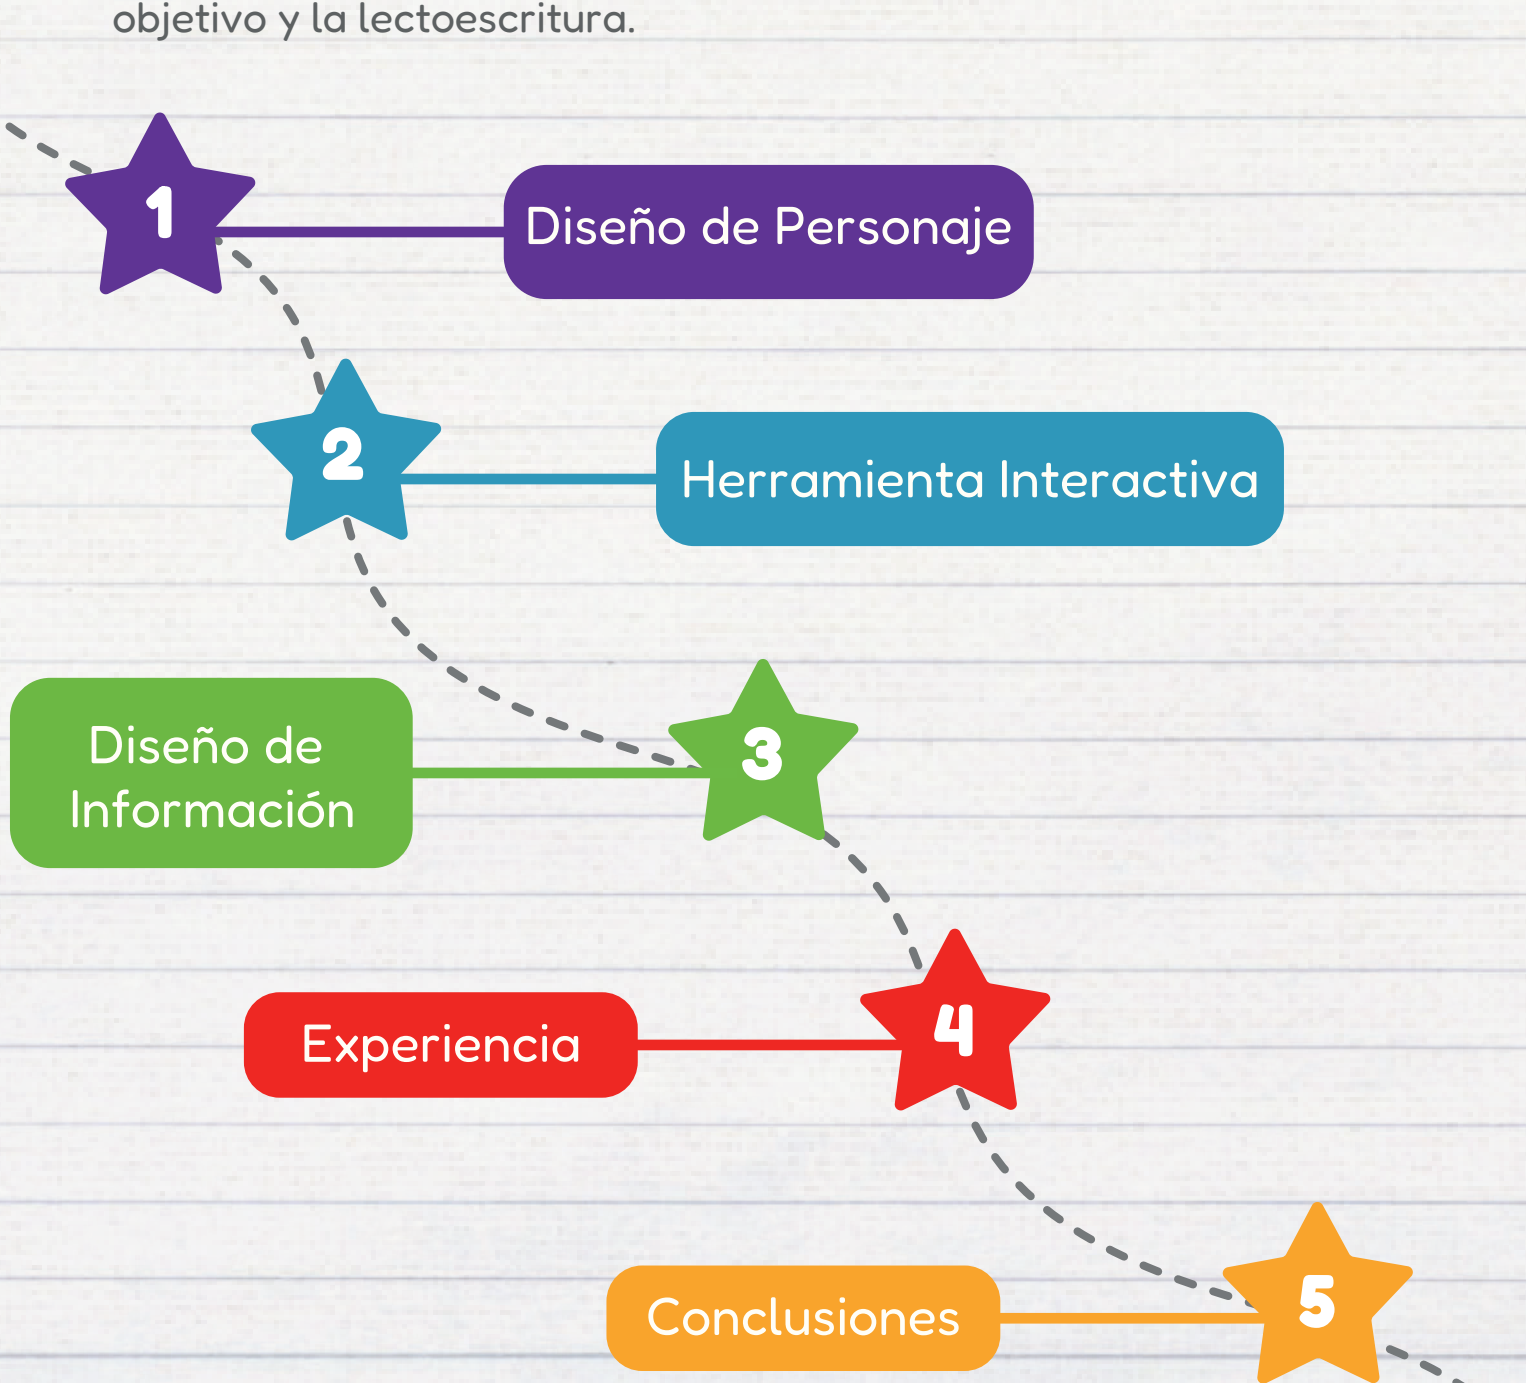 objetivo y la lectoescritura.
1
Diseño de Personaje
2
Herramienta Interactiva
3
Diseño de
Información
4
Experiencia
5
Conclusiones